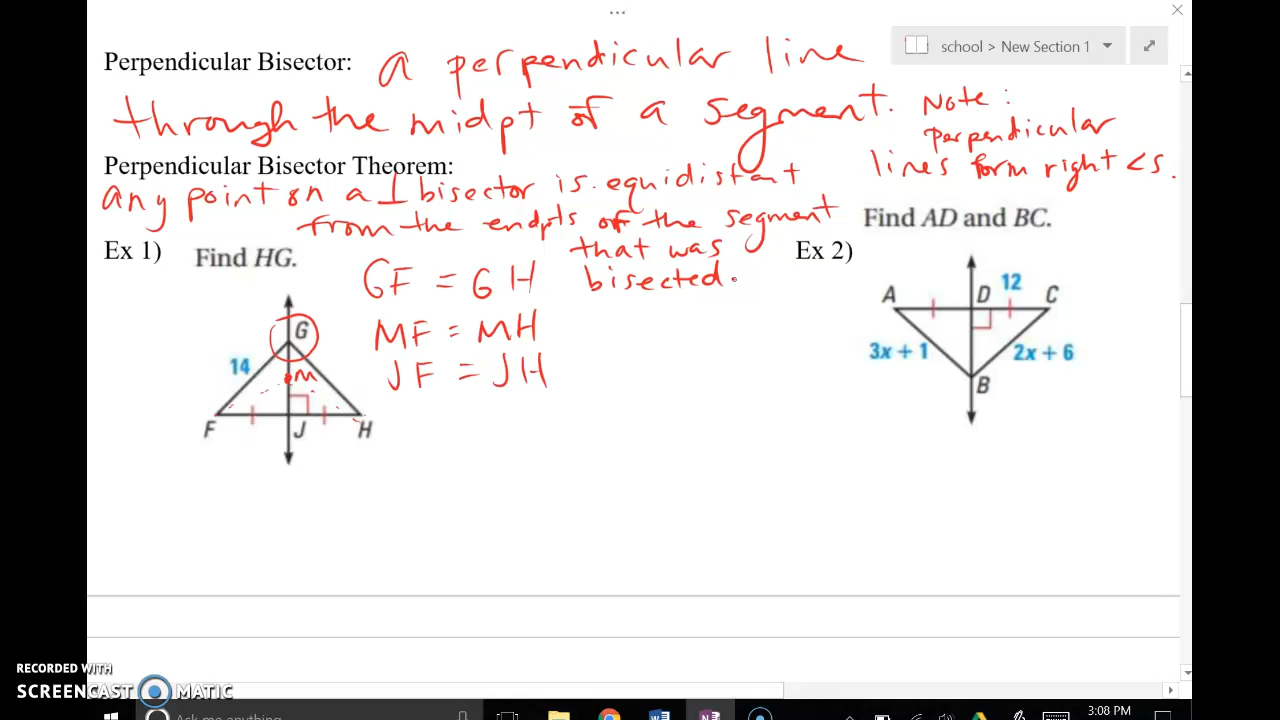 ...
school > New Section 1
Perpendicular Bisector: a perpendicular line
through the midpt of a segment.
Note:
perpendicular
lines form right <s.
Perpendicular Bisector Theorem:
any point on a ⊥ bisector is equidistant
from the endpts of the segment
that was
bisected.
Ex 1) Find HG.
GF = GH
MF = MH
JF = JH
G
14
M
F
J
H
Ex 2) Find AD and BC.
A
D
12
C
3x + 1
2x + 6
B
RECORDED WITH
SCREENCAST MATIC
Ask me anything
3:08 PM